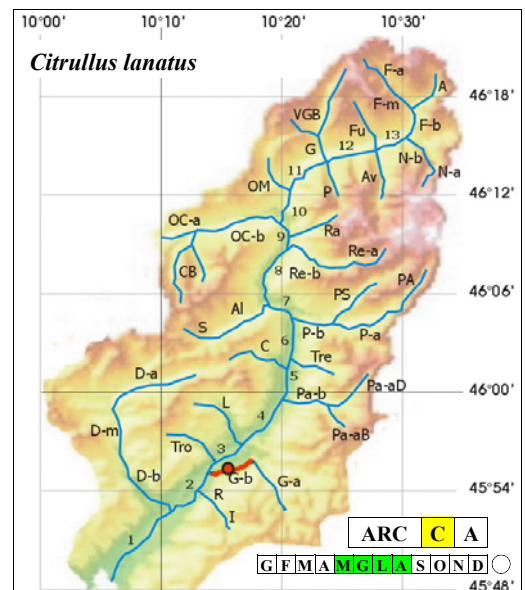 10°00' 10°10' 10°20' 10°30'
Citrullus lanatus
F-a
A
46°18'
F-m
VGB
Fu
F-b
13
12
G
N-b
11
N-a
Av
OM
P
46°12'
10
OC-a
Ra
OC-b
9
Re-a
CB
8
Re-b
PA
PS
46°06'
7
Al
S
P-b
P-a
6
C
Tre
D-a
5
46°00'
Pa-b
Pa-aD
L
4
D-m
Pa-aB
Tro
3
D-b
G-b
G-a
2
45°54'
R
I
ARC C A
1
G F M A M G L A S O N D
45°48'